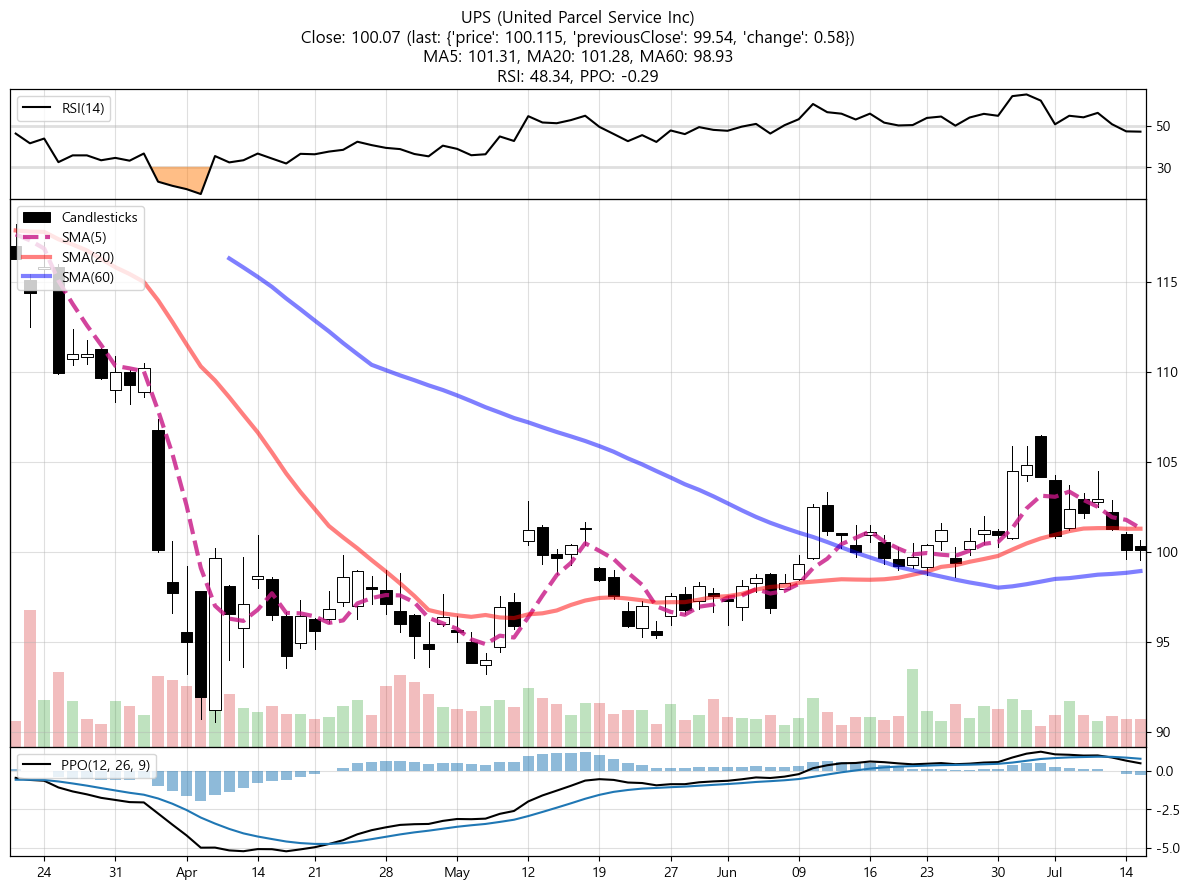 UPS (United Parcel Service Inc)
Close: 100.07 (last: {'price': 100.115, 'previousClose': 99.54, 'change': 0.58})
MA5: 101.31, MA20: 101.28, MA60: 98.93
RSI: 48.34, PPO: -0.29
RSI(14)
50
30
Candlesticks
SMA(5)
SMA(20)
SMA(60)
115
110
105
100
95
90
PPO(12, 26, 9)
0.0
-2.5
-5.0
24 31 Apr 14 21 28 May 12 19 27 Jun 09 16 23 30 Jul 14